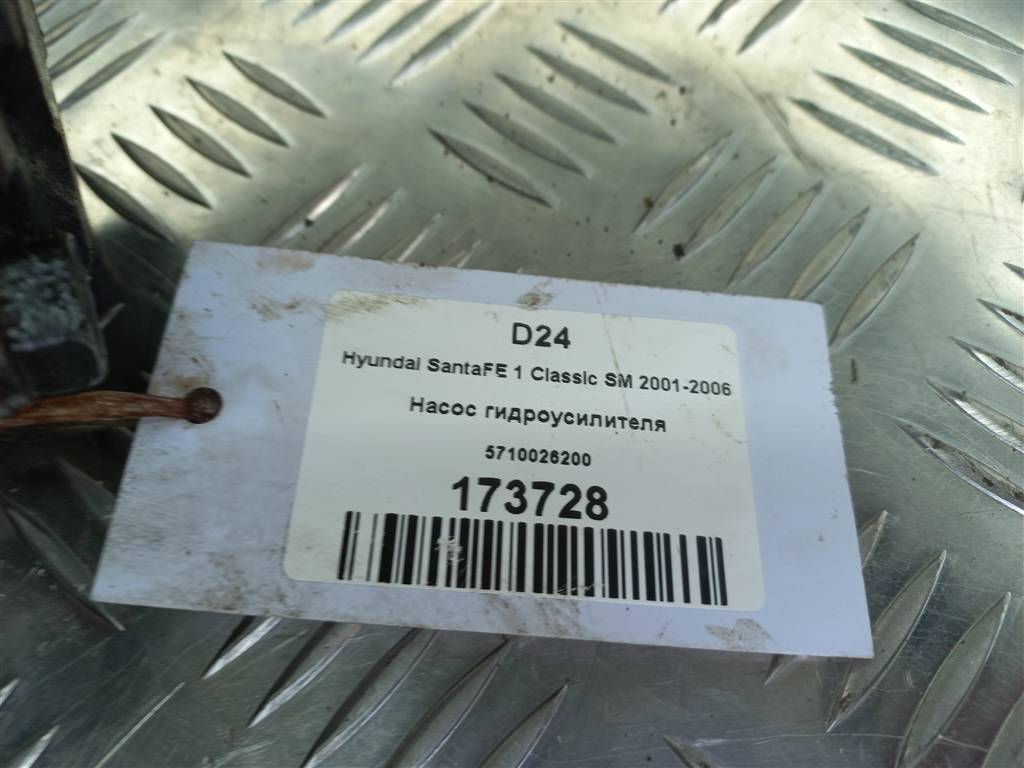 D24
Hyundai SantaFE 1 Classic SM 2001-2006
Насос гидроусилителя
5710026200
173728